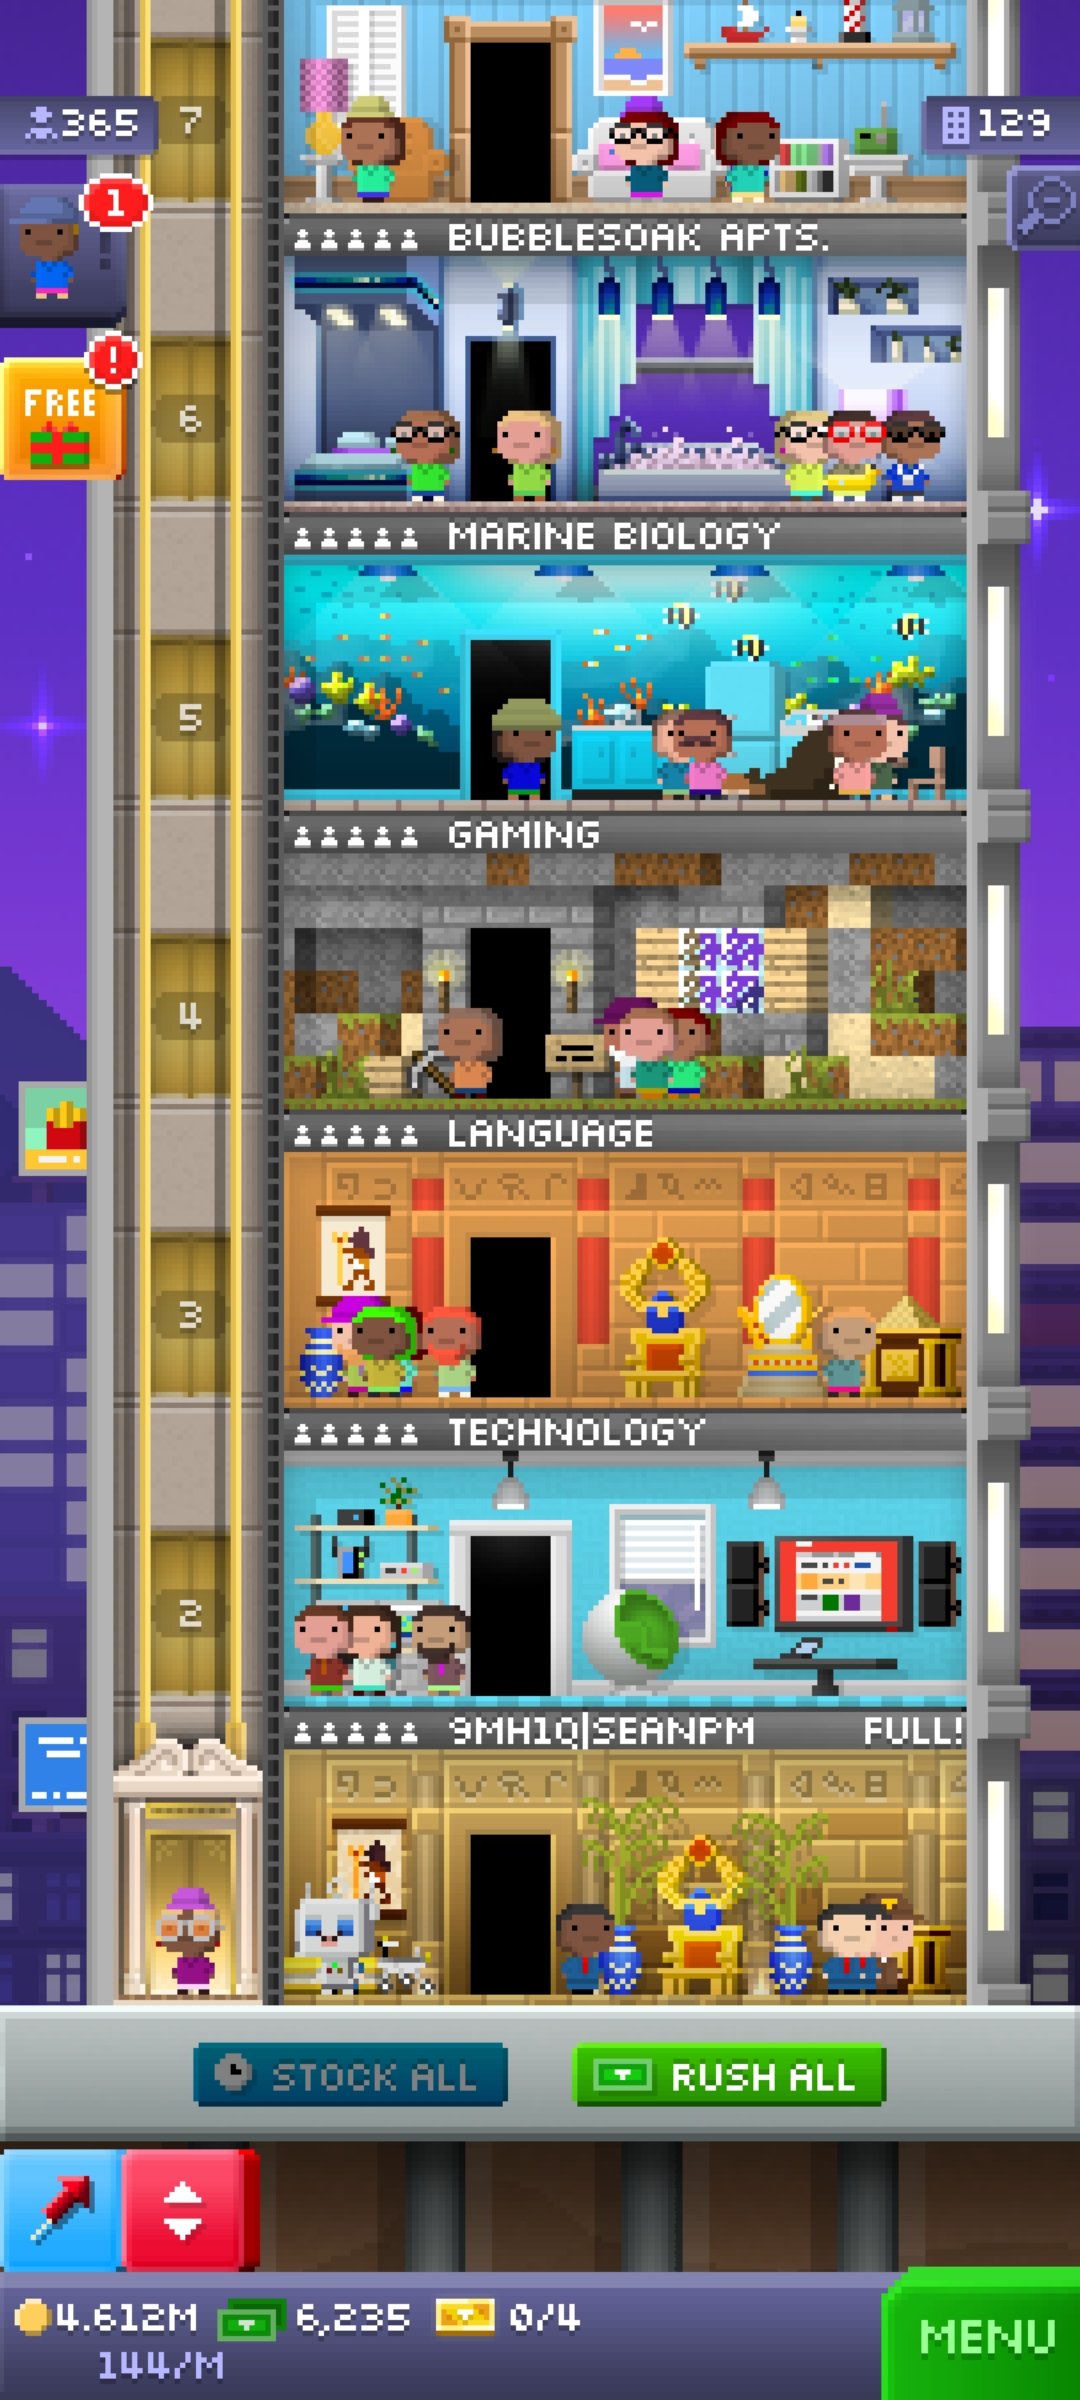 7
365
129
1
BUBBLESOAK APTS.
FREE
!
6
MARINE BIOLOGY
5
GAMING
4
LANGUAGE
3
TECHNOLOGY
2
9MH1Q|SEANPM FULL!
STOCK ALL
RUSH ALL
4.612M 6,235 0/4
144/M
MENU